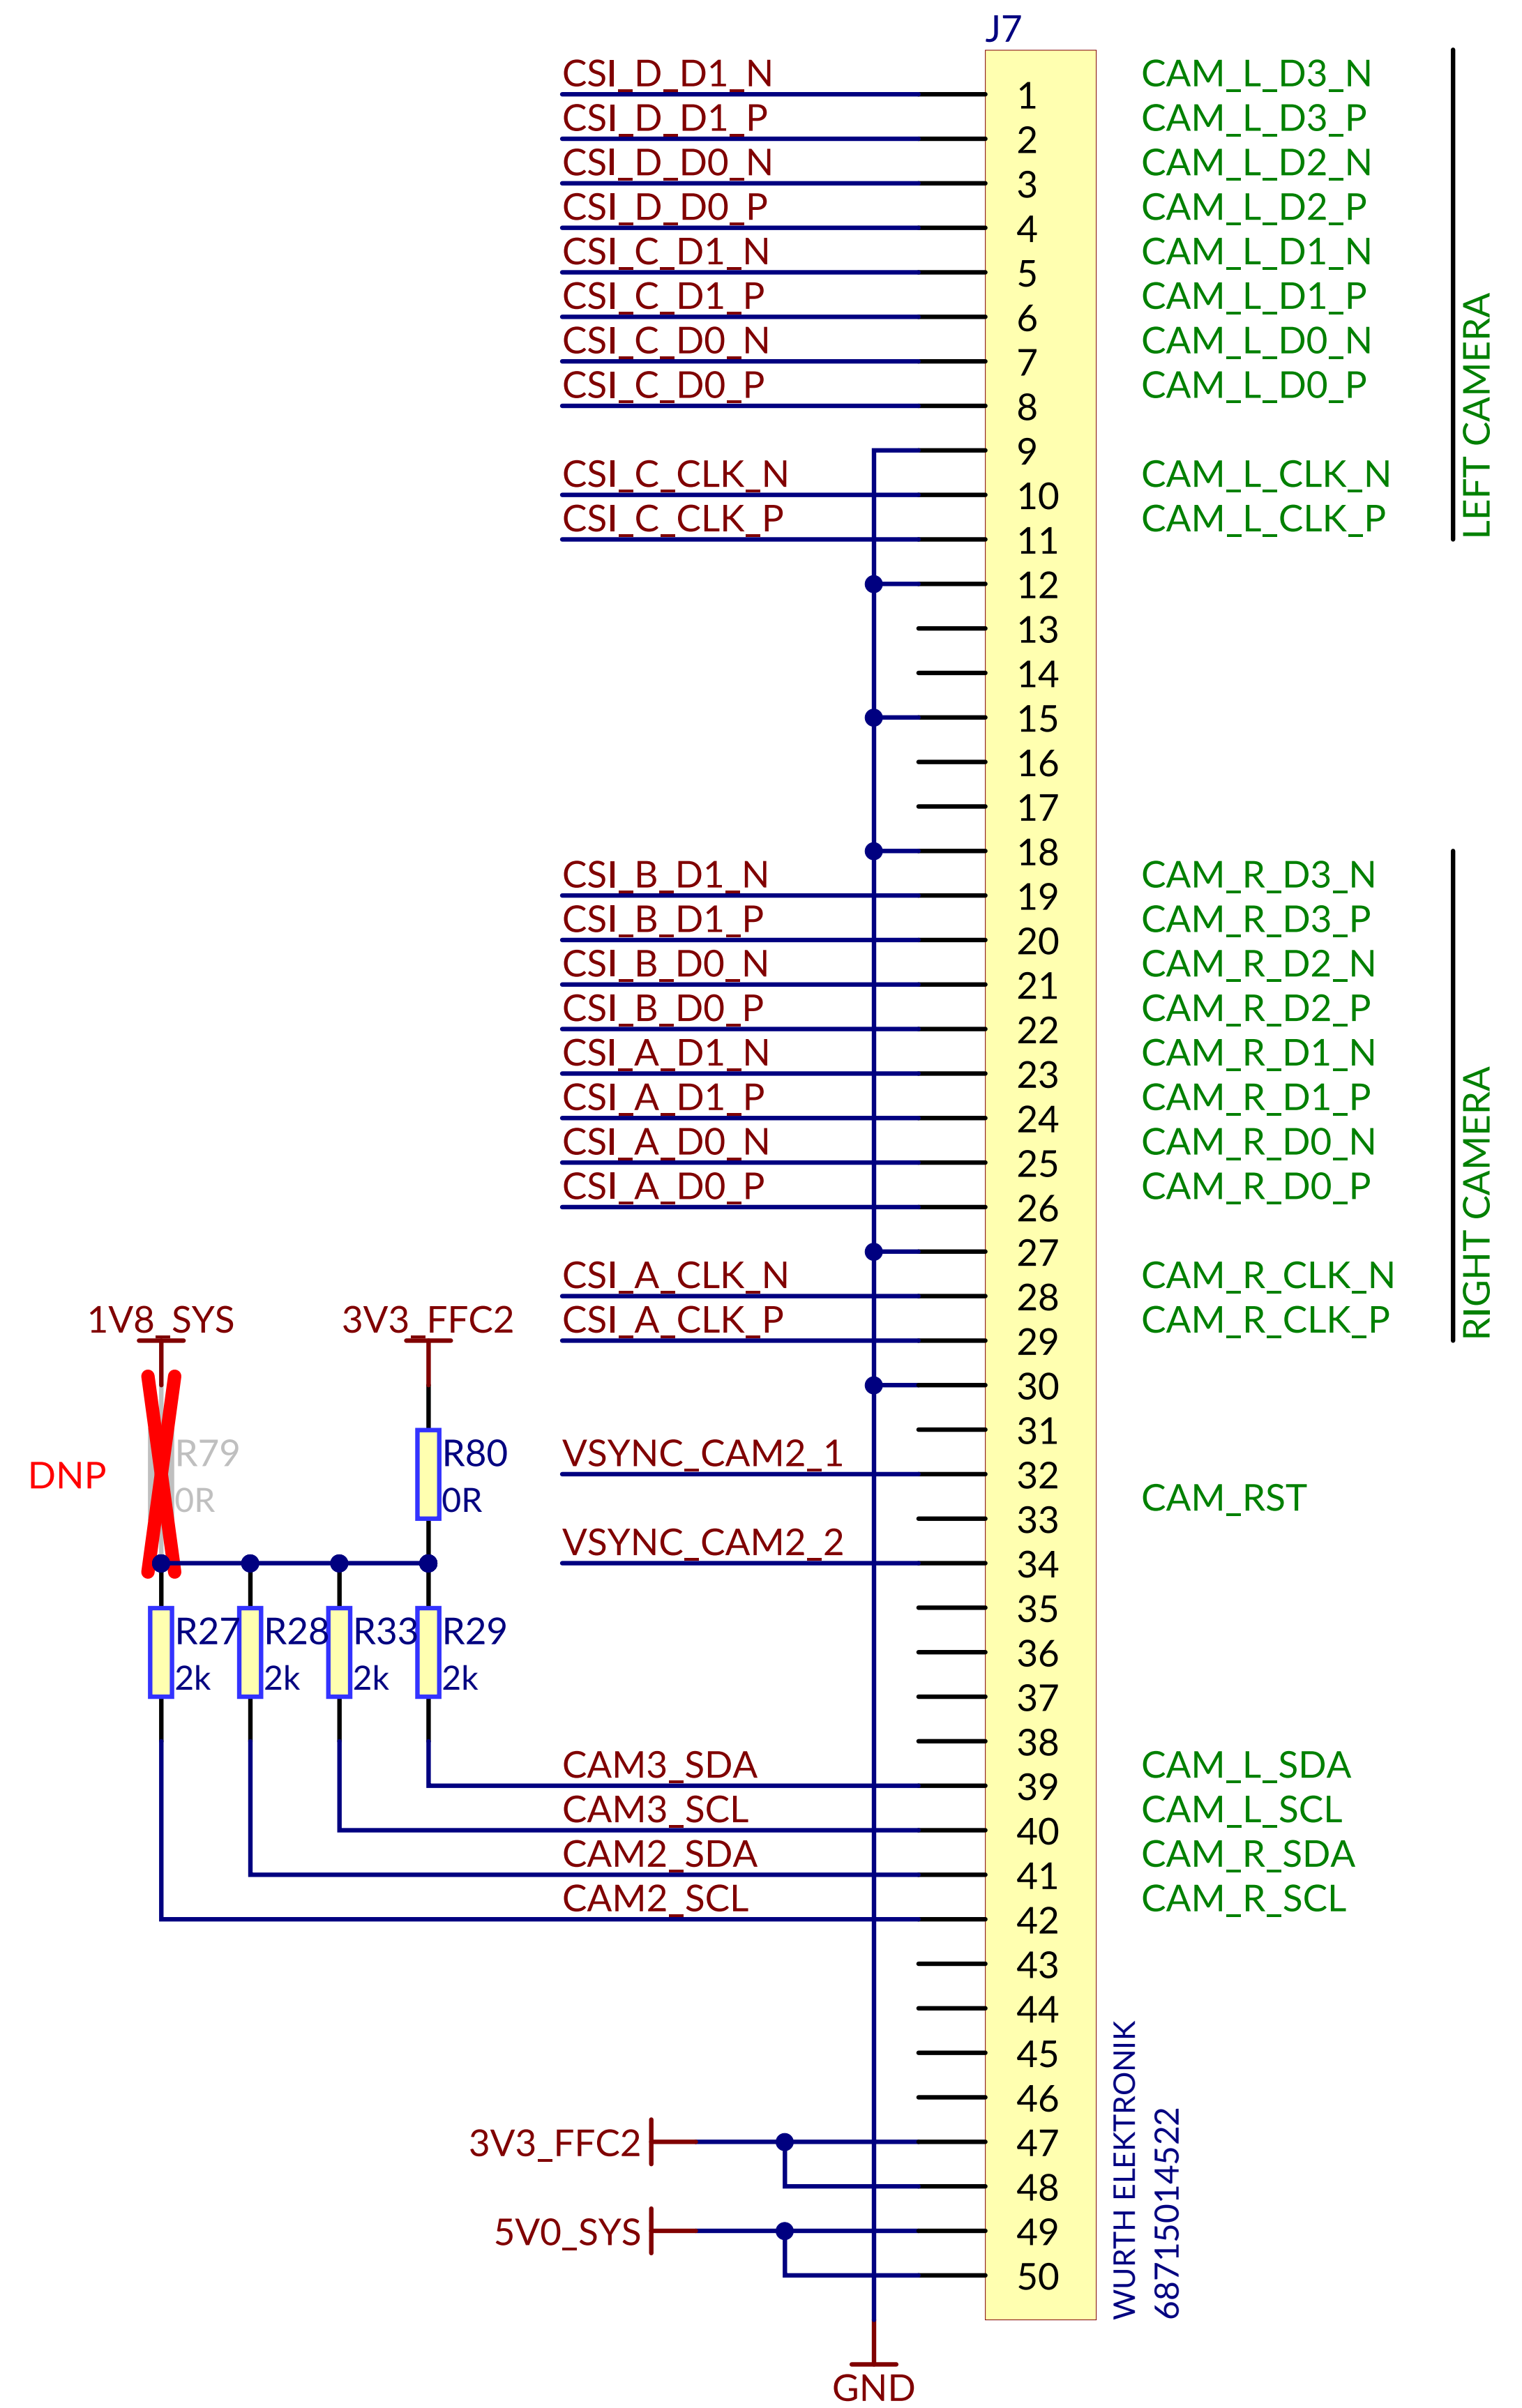 J7
CSI_D_D1_N 1 CAM_L_D3_N
CSI_D_D1_P 2 CAM_L_D3_P
CSI_D_D0_N 3 CAM_L_D2_N
CSI_D_D0_P 4 CAM_L_D2_P
CSI_C_D1_N 5 CAM_L_D1_N
CSI_C_D1_P 6 CAM_L_D1_P
CSI_C_D0_N 7 CAM_L_D0_N
CSI_C_D0_P 8 CAM_L_D0_P
9
CSI_C_CLK_N 10 CAM_L_CLK_N
CSI_C_CLK_P 11 CAM_L_CLK_P
LEFT CAMERA
12
13
14
15
16
17
18
CSI_B_D1_N 19 CAM_R_D3_N
CSI_B_D1_P 20 CAM_R_D3_P
CSI_B_D0_N 21 CAM_R_D2_N
CSI_B_D0_P 22 CAM_R_D2_P
CSI_A_D1_N 23 CAM_R_D1_N
CSI_A_D1_P 24 CAM_R_D1_P
CSI_A_D0_N 25 CAM_R_D0_N
CSI_A_D0_P 26 CAM_R_D0_P
27
CSI_A_CLK_N 28 CAM_R_CLK_N
1V8_SYS 3V3_FFC2 CSI_A_CLK_P 29 CAM_R_CLK_P
RIGHT CAMERA
30
31
R79 R80 VSYNC_CAM2_1 32
DNP
0R 0R 33 CAM_RST
VSYNC_CAM2_2 34
35
R27 R28 R33 R29
36
2k 2k 2k 2k
37
38
CAM3_SDA 39 CAM_L_SDA
CAM3_SCL 40 CAM_L_SCL
CAM2_SDA 41 CAM_R_SDA
CAM2_SCL 42 CAM_R_SCL
43
44
45
46
3V3_FFC2 47
48
5V0_SYS 49
50
WURTH ELEKTRONIK
687150145​22
GND